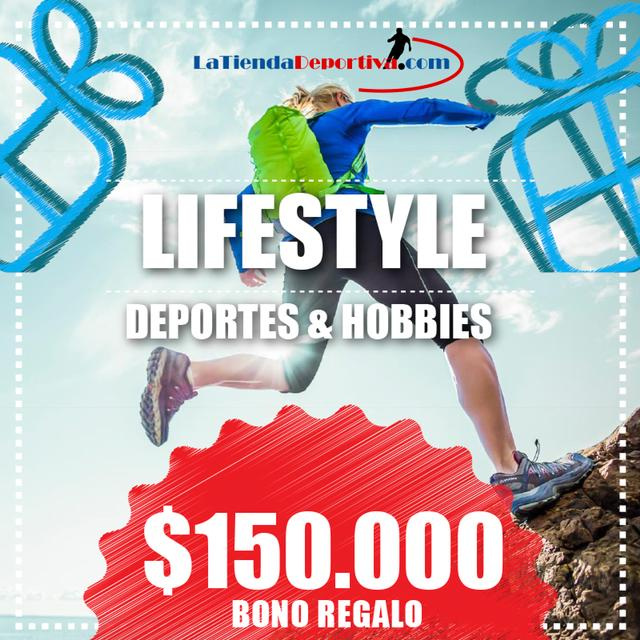 LaTiendaDeportiva.com
LIFESTYLE
DEPORTES & HOBBIES
$150.000
BONO REGALO